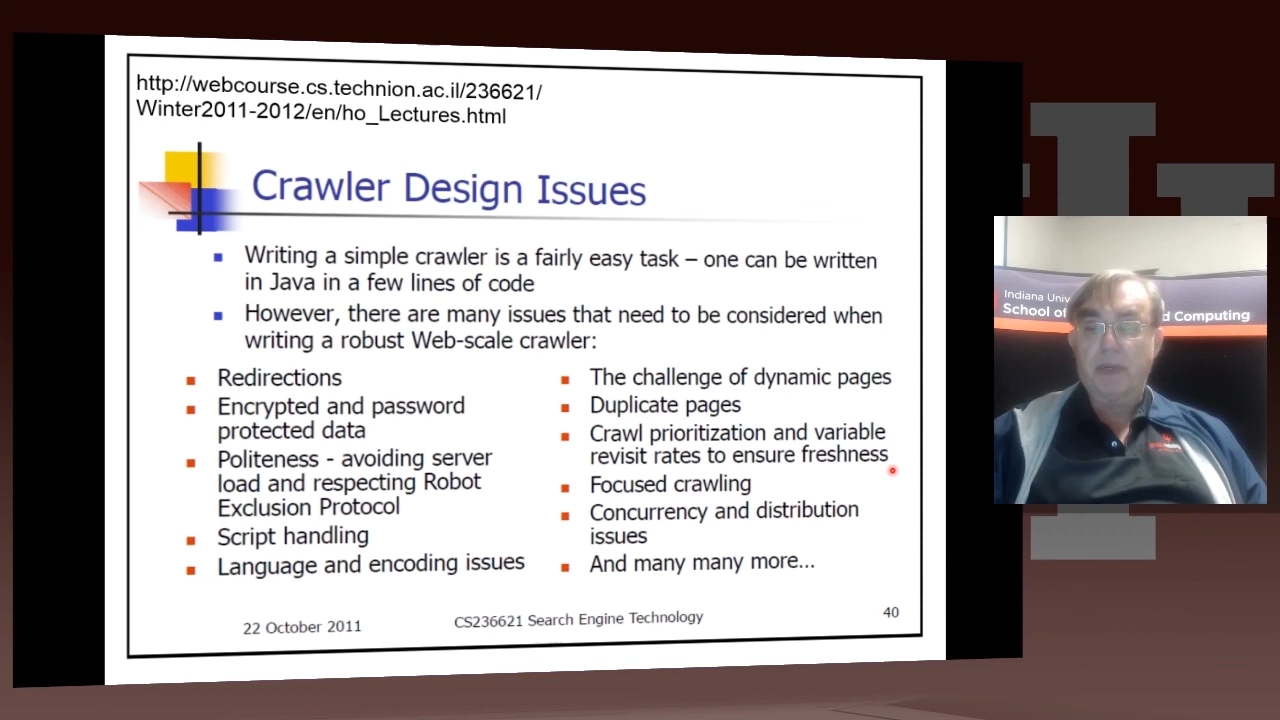 http://webcourse.cs.technion.ac.il/236621/
Winter2011-2012/en/ho_Lectures.html
Crawler Design Issues
Writing a simple crawler is a fairly easy task – one can be written
in Java in a few lines of code
However, there are many issues that need to be considered when
writing a robust Web-scale crawler:
Redirections
Encrypted and password
protected data
Politeness - avoiding server
load and respecting Robot
Exclusion Protocol
Script handling
Language and encoding issues
The challenge of dynamic pages
Duplicate pages
Crawl prioritization and variable
revisit rates to ensure freshness
Focused crawling
Concurrency and distribution
issues
And many many more...
22 October 2011
CS236621 Search Engine Technology
40
Indiana Univ
School of d Computing